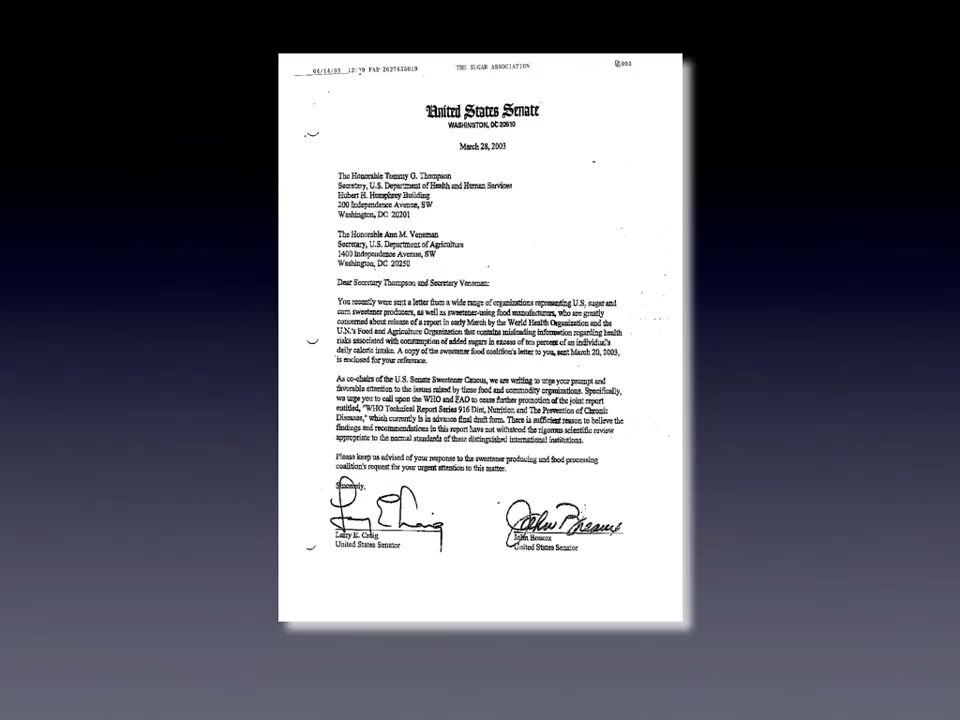 04/14/03 12:19 FAX 2027855019 THE SUGAR ASSOCIATION 003
United States Senate
WASHINGTON, DC 20510
March 28, 2003
The Honorable Tommy G. Thompson
Secretary, U.S. Department of Health and Human Services
Hubert H. Humphrey Building
200 Independence Avenue, SW
Washington, DC 20201
The Honorable Ann M. Veneman
Secretary, U.S. Department of Agriculture
1400 Independence Avenue, SW
Washington, DC 20250
Dear Secretary Thompson and Secretary Veneman:
You recently were sent a letter from a wide range of organizations representing U.S. sugar and
corn sweetener producers, as well as sweetener-using food manufacturers, who are greatly
concerned about release of a report in early March by the World Health Organization and the
U.N.'s Food and Agriculture Organization that contains misleading information regarding health
risks associated with consumption of added sugars in excess of ten percent of an individual's
daily caloric intake. A copy of the sweetener food coalition's letter to you, sent March 20, 2003,
is enclosed for your reference.
As co-chairs of the U.S. Senate Sweetener Caucus, we are writing to urge your prompt and
favorable attention to the issues raised by these food and commodity organizations. Specifically,
we urge you to call upon the WHO and FAO to cease further promotion of the joint report
entitled, "WHO Technical Report Series 916 Diet, Nutrition and The Prevention of Chronic
Diseases," which currently is in advance final draft form. There is sufficient reason to believe the
findings and recommendations in this report have not withstood the rigorous scientific review
appropriate to the normal standards of these distinguished international institutions.
Please keep us advised of your response to the sweetener producing and food processing
coalition's request for your urgent attention to this matter.
Sincerely,
Larry E Craig John Breaux
Larry E. Craig John Breaux
United States Senator United States Senator